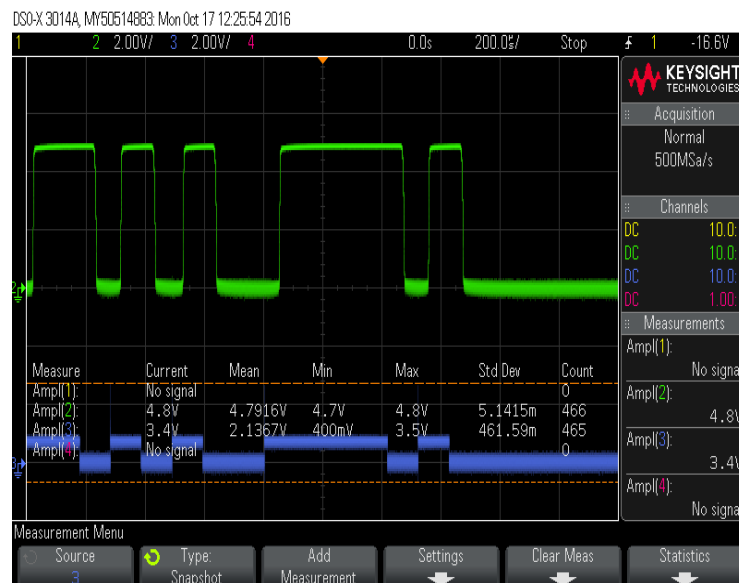 DSO-X 3014A, MY50514883: Mon Oct 17 12:25:54 2016
1 2 2.00V/ 3 2.00V/ 4 0.0s 200.0s/ Stop 1 -16.6V
KEYSIGHT
TECHNOLOGIES
Acquisition
Normal
500MSa/s
Channels
DC 10.0:
DC 10.0:
DC 10.0:
DC 1.00:
Measurements
Ampl(1):
No signa
Ampl(2):
4.8V
Ampl(3):
3.4V
Ampl(4):
No signa
Measure Current Mean Min Max Std Dev Count
Ampl(1): No signal 0
Ampl(2): 4.8V 4.7916V 4.7V 4.8V 5.1415m 466
Ampl(3): 3.4V 2.1367V 400mV 3.5V 461.59m 465
Ampl(4): No signal 0
2
3
Measurement Menu
Source Type: Add Settings Clear Meas Statistics
3 Snapshot Measurement